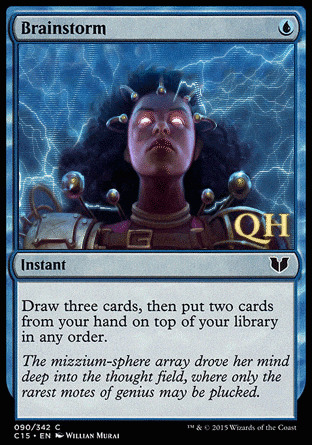 Brainstorm
QH
Instant
Draw three cards, then put two cards
from your hand on top of your library
in any order.
The mizzium-sphere array drove her mind
deep into the thought field, where only the
rarest motes of genius may be plucked.
090/342 C
C15 • EN Willian Murai
™ & © 2015 Wizards of the Coast